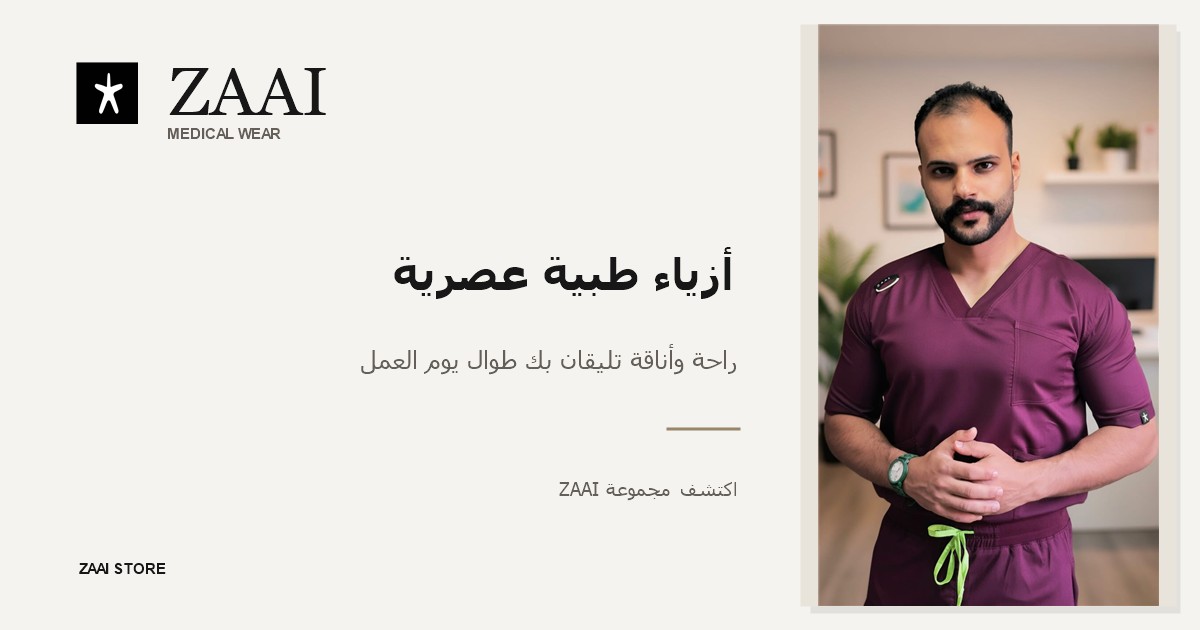 ZAAI
MEDICAL WEAR
أزياء طبية عصرية
راحة وأناقة تليقان بك طوال يوم العمل
اكتشف مجموعة ZAAI
ZAAI STORE